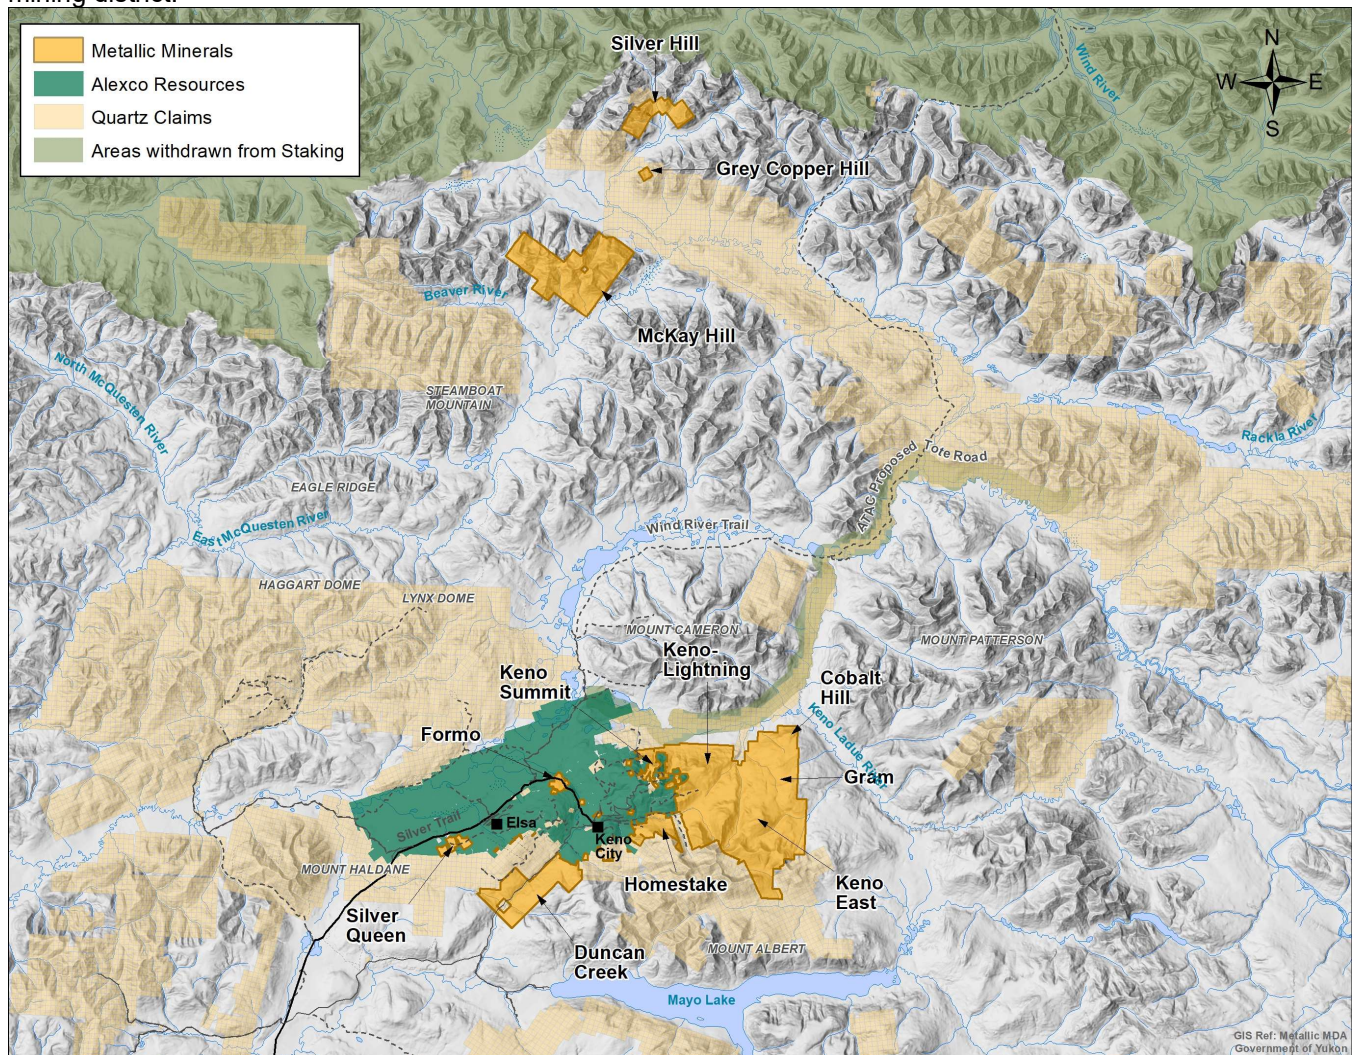 mining district.
Metallic Minerals
Alexco Resources
Quartz Claims
Areas withdrawn from Staking
Silver Hill
Wind River
N
W E
S
Grey Copper Hill
Beaver River
McKay Hill
North McQuesten River
STEAMBOAT
MOUNTAIN
Rackla River
ATAC Proposed Tote Road
EAGLE RIDGE
East McQuesten River
Wind River Trail
HAGGART DOME
LYNX DOME
MOUNT CAMERON
MOUNT PATTERSON
Keno-
Lightning
Keno
Summit
Cobalt
Hill
Keno Ladue River
Formo
Gram
Silver Trail
Elsa
Keno
City
MOUNT HALDANE
Homestake
Keno
East
Silver
Queen
Duncan
Creek
MOUNT ALBERT
Mayo Lake
GIS Ref: Metallic MDA
Government of Yukon